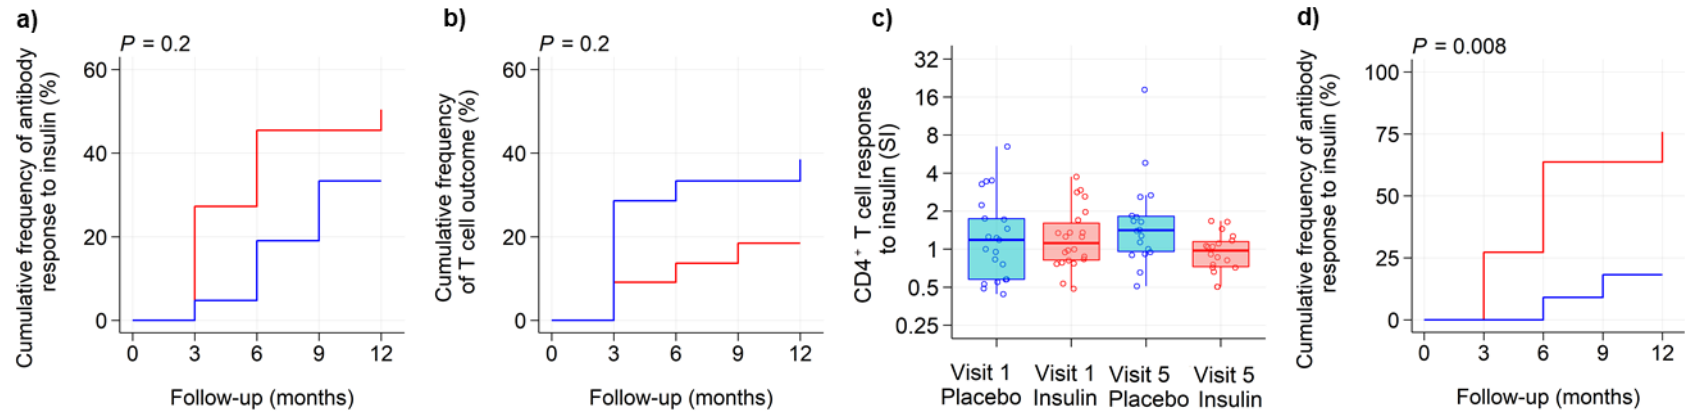 a)
P = 0.2
Cumulative frequency of antibody
response to insulin (%)
60
40
20
0
0 3 6 9 12
Follow-up (months)
b)
P = 0.2
Cumulative frequency
of T cell outcome (%)
60
40
20
0
0 3 6 9 12
Follow-up (months)
c)
CD4⁺ T cell response
to insulin (SI)
32
16
8
4
2
1
0.5
0.25
Visit 1 Visit 1 Visit 5 Visit 5
Placebo Insulin Placebo Insulin
d)
P = 0.008
Cumulative frequency of antibody
response to insulin (%)
100
75
50
25
0
0 3 6 9 12
Follow-up (months)